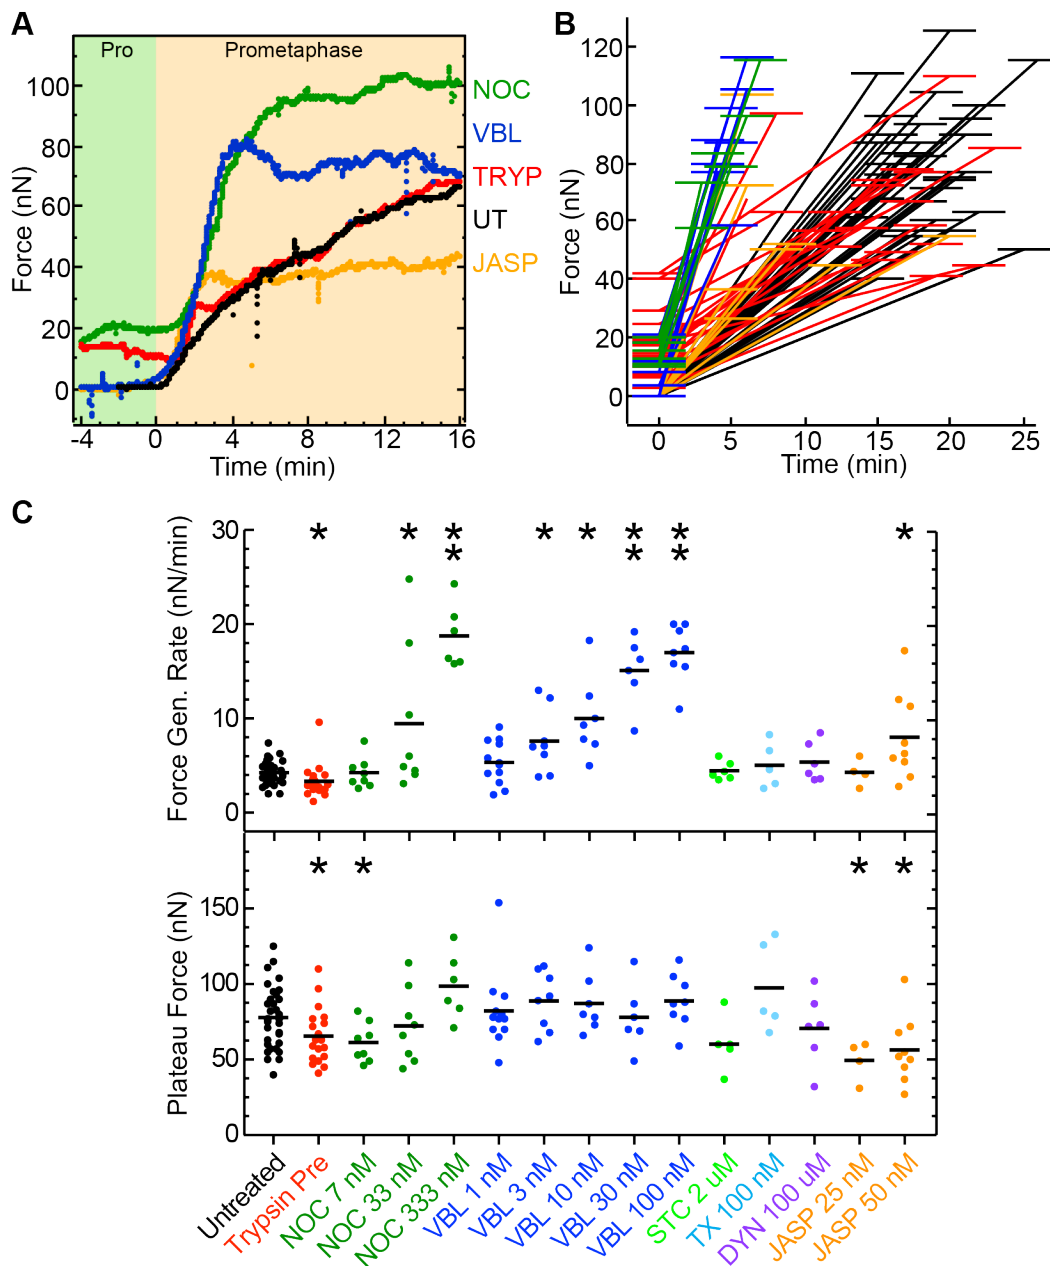 A
Pro
Prometaphase
Force (nN)
100
80
60
40
20
0
-4
0
4
8
12
16
Time (min)
NOC
VBL
TRYP
UT
JASP
B
Force (nN)
120
100
80
60
40
20
0
0
5
10
15
20
25
Time (min)
C
Force Gen. Rate (nN/min)
30
20
10
0
* * * * * * * * * * * *
Plateau Force (nN)
150
100
50
0
* * * *
Untreated
Trypsin Pre
NOC 7 nM
NOC 33 nM
NOC 333 nM
VBL 1 nM
VBL 3 nM
VBL 10 nM
VBL 30 nM
VBL 100 nM
STC 2 uM
TX 100 nM
DYN 100 uM
JASP 25 nM
JASP 50 nM